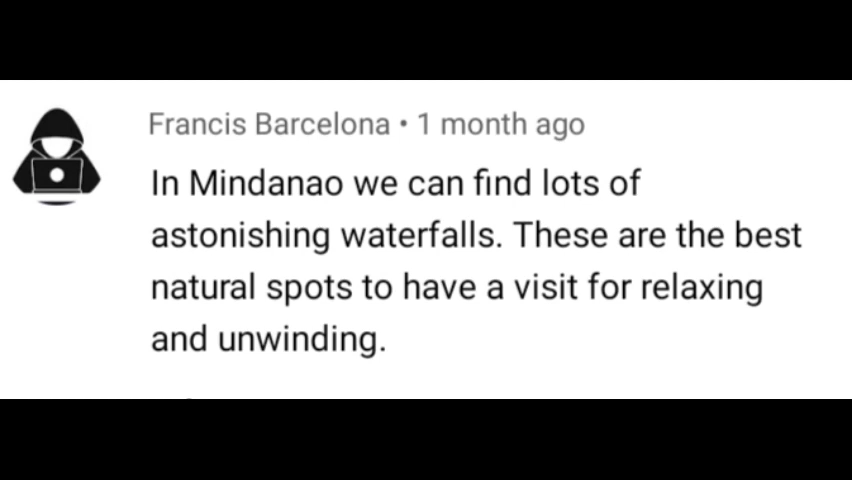 Francis Barcelona • 1 month ago
In Mindanao we can find lots of
astonishing waterfalls. These are the best
natural spots to have a visit for relaxing
and unwinding.